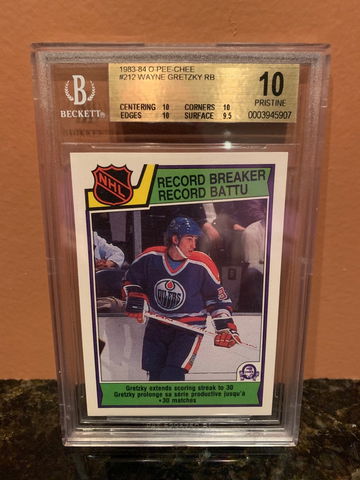 1983-84 O-PEE-CHEE
#212 WAYNE GRETZKY RB
B
BECKETT
CENTERING 10 CORNERS 10
EDGES 10 SURFACE 9.5
10
PRISTINE
0003945907
NHL
RECORD BREAKER
RECORD BATTU
OILERS
Gretzky extends scoring streak to 30
Gretzky prolonge sa série productive jusqu'à
+30 matches